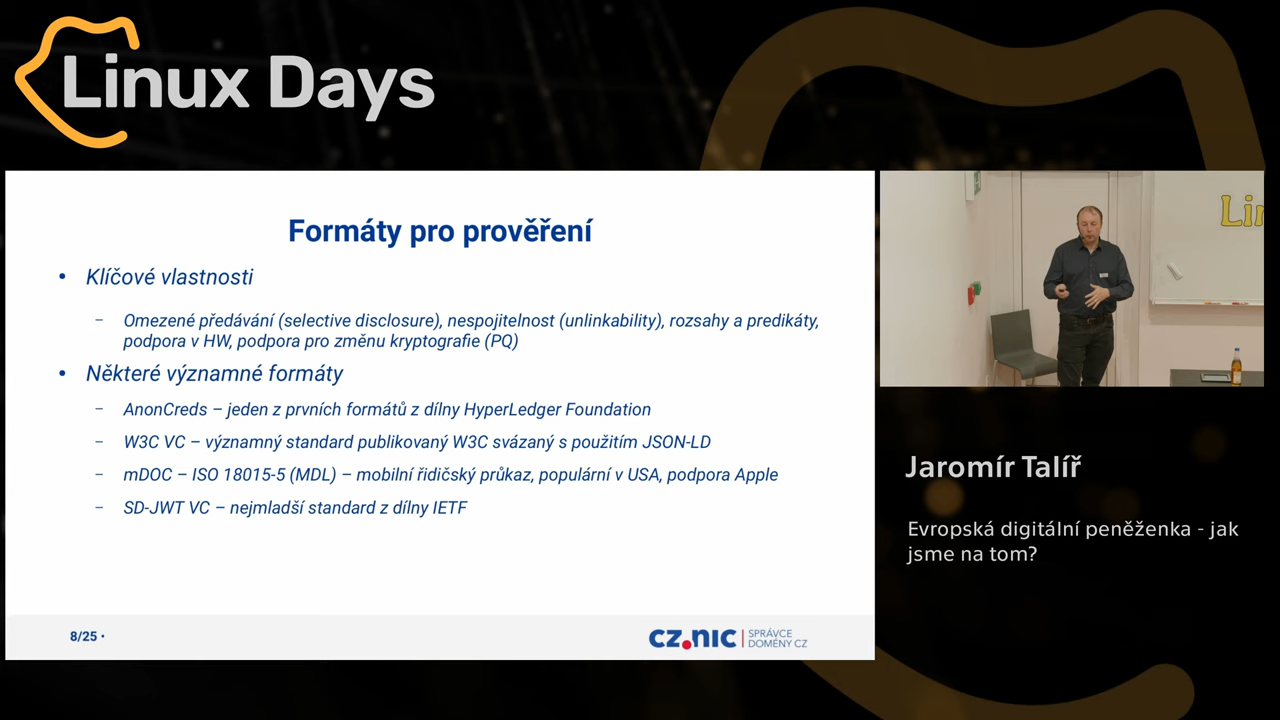 Linux Days
Formáty pro prověření
• Klíčové vlastnosti
– Omezené předávání (selective disclosure), nespojitelnost (unlinkability), rozsahy a predikáty,
podpora v HW, podpora pro změnu kryptografie (PQ)
• Některé významné formáty
– AnonCreds – jeden z prvních formátů z dílny HyperLedger Foundation
– W3C VC – významný standard publikovaný W3C svázaný s použitím JSON-LD
– mDOC – ISO 18015-5 (MDL) – mobilní řidičský průkaz, populární v USA, podpora Apple
– SD-JWT VC – nejmladší standard z dílny IETF
8/25 •
cz.nic
SPRÁVCE
DOMÉNY CZ
Lin
Jaromír Talíř
Evropská digitální peněženka - jak
jsme na tom?